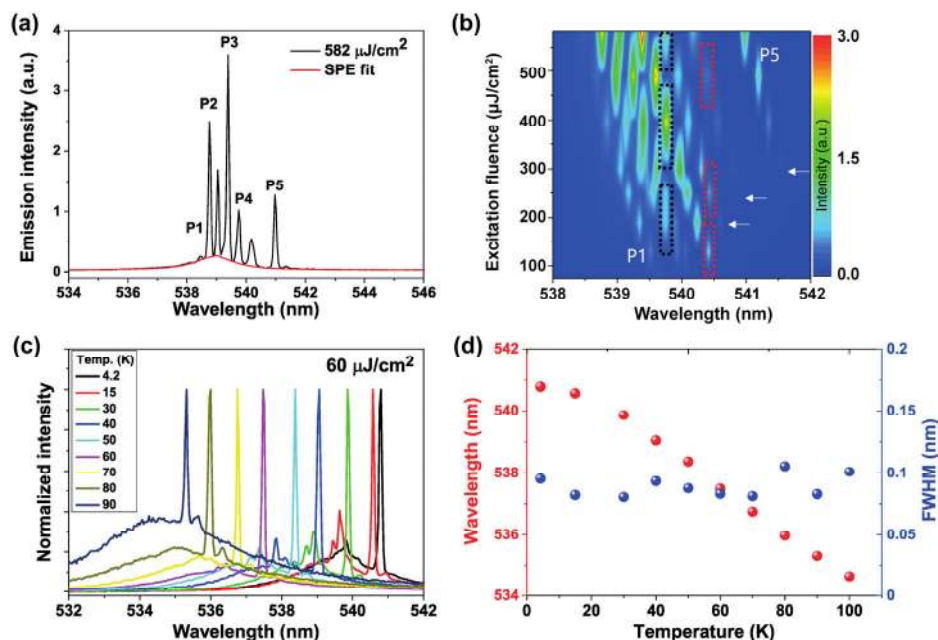 (a)
Emission intensity (a.u.)
4
3
2
1
0
P1
P2
P3
P4
P5
582 μJ/cm²
SPE fit
534 536 538 540 542 544 546
Wavelength (nm)
(b)
Excitation fluence (μJ/cm²)
500
400
300
200
100
P1
P5
538 539 540 541 542
Wavelength (nm)
3.0
1.5
0.0
Intensity (a.u)
(c)
60 μJ/cm²
Normalized intensity
Temp. (K)
4.2
15
30
40
50
60
70
80
90
532 534 536 538 540 542
Wavelength (nm)
(d)
Wavelength (nm)
542
540
538
536
534
0 20 40 60 80 100
Temperature (K)
0.2
0.15
0.1
0.05
0
FWHM (nm)